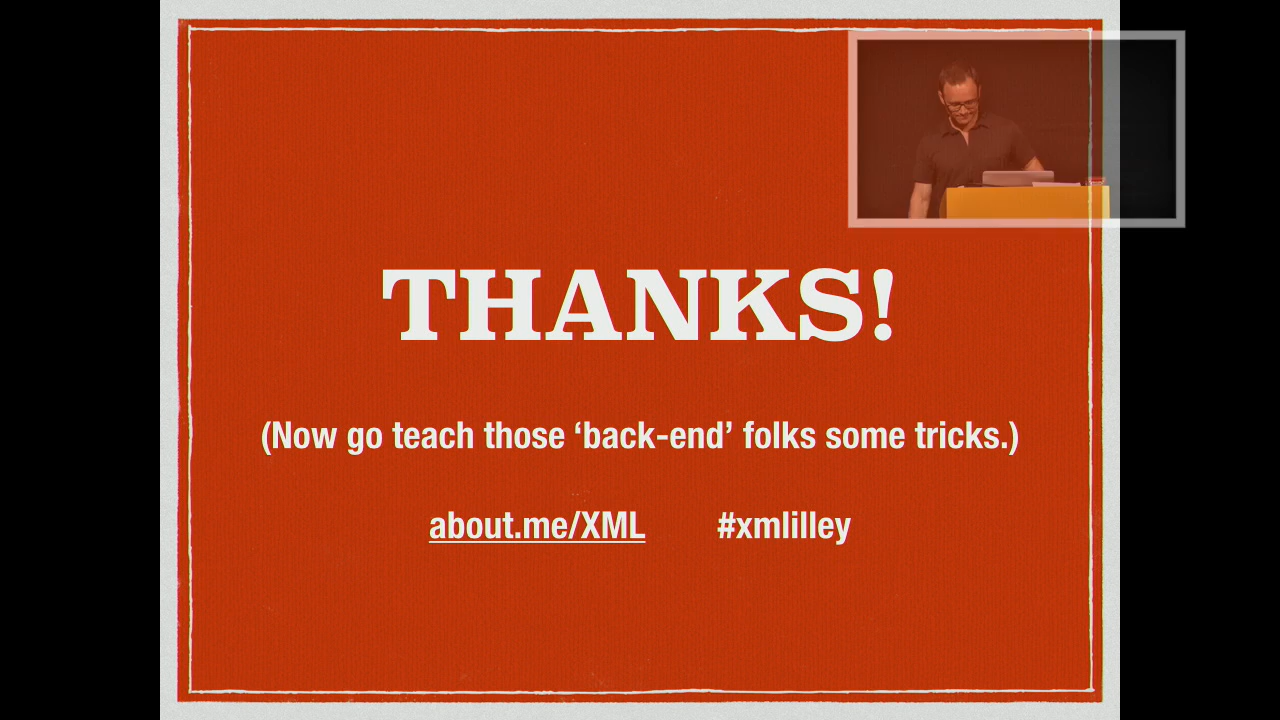 THANKS!
(Now go teach those ‘back-end’ folks some tricks.)
about.me/XML #xmlilley